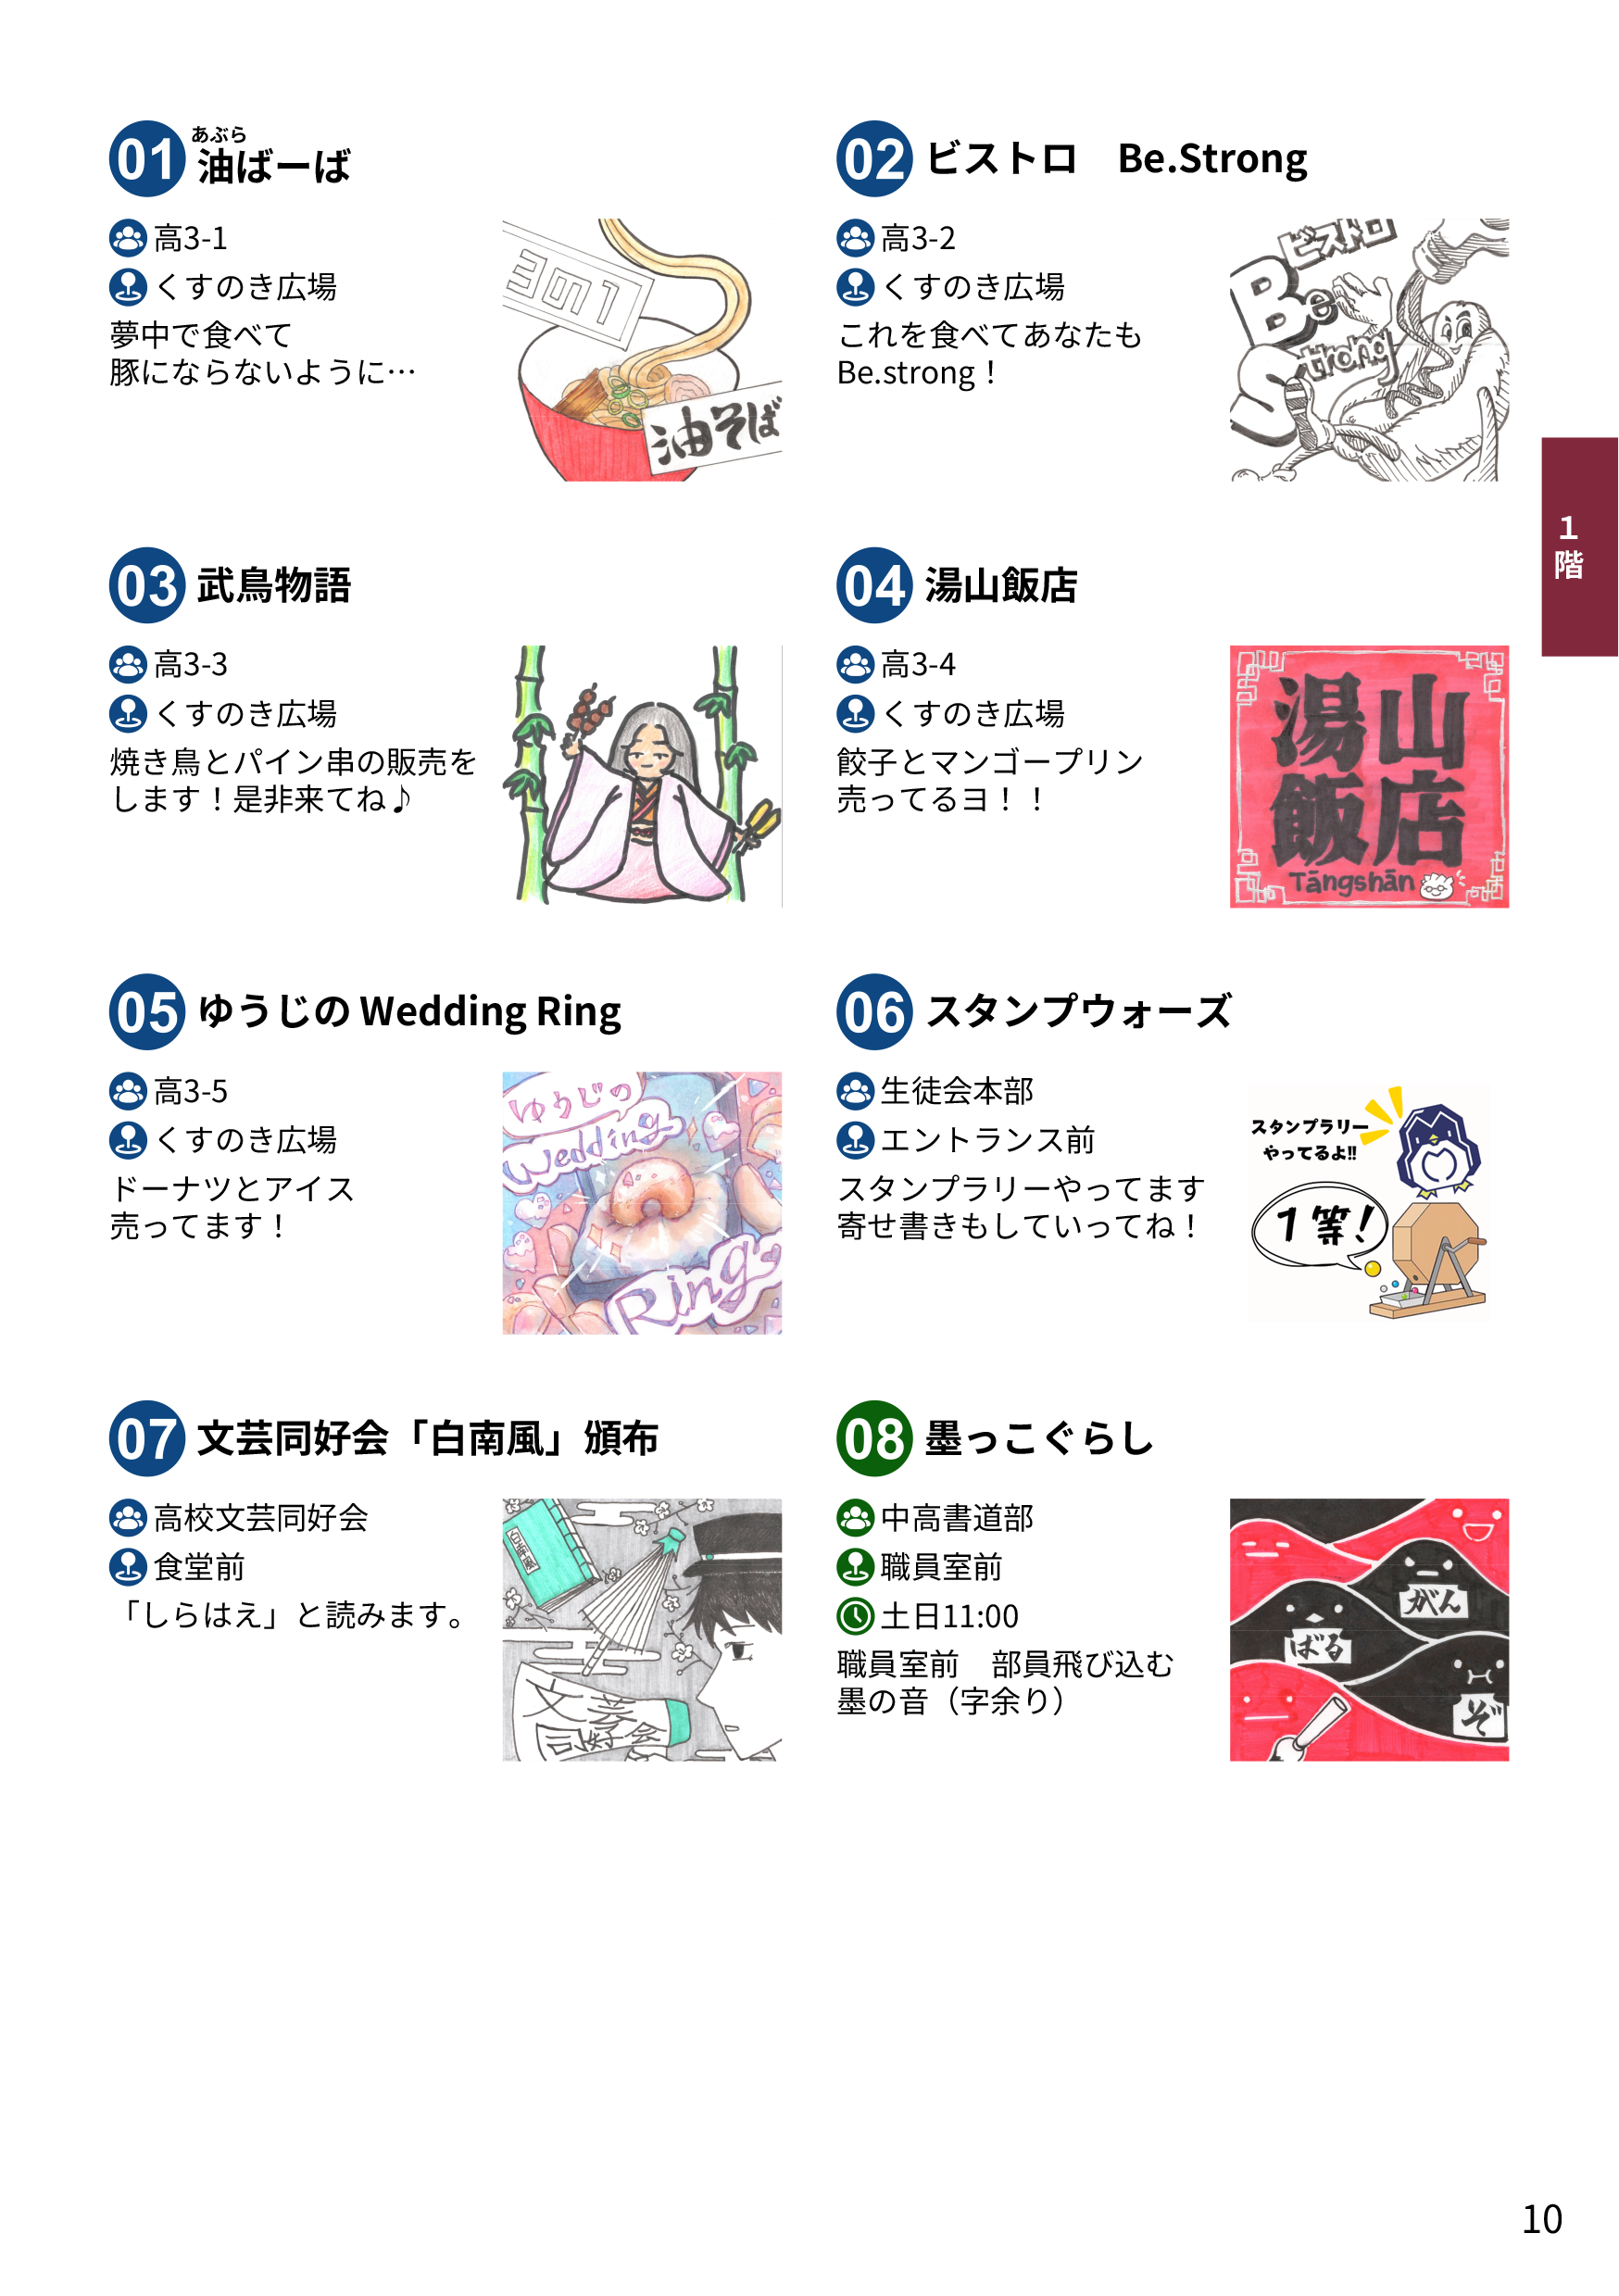 01 油ばーば
あぶら
高3-1
くすのき広場
夢中で食べて
豚にならないように…
3の1
油そば
02 ビストロ　Be.Strong
高3-2
くすのき広場
これを食べてあなたも
Be.strong！
ビストロ
Be
Strong
1階
03 武鳥物語
高3-3
くすのき広場
焼き鳥とパイン串の販売を
します！是非来てね♪
04 湯山飯店
高3-4
くすのき広場
餃子とマンゴープリン
売ってるヨ！！
湯山
飯店
Tāngshān
05 ゆうじの Wedding Ring
高3-5
くすのき広場
ドーナツとアイス
売ってます！
ゆうじの
Wedding
Ring
06 スタンプウォーズ
生徒会本部
エントランス前
スタンプラリーやってます
寄せ書きもしていってね！
スタンプラリー
やってるよ!!
1等!
07 文芸同好会「白南風」頒布
高校文芸同好会
食堂前
「しらはえ」と読みます。
白南風
文芸
同好会
08 墨っこぐらし
中高書道部
職員室前
土日11:00
職員室前　部員飛び込む
墨の音（字余り）
がん
ばる
ぞ
10